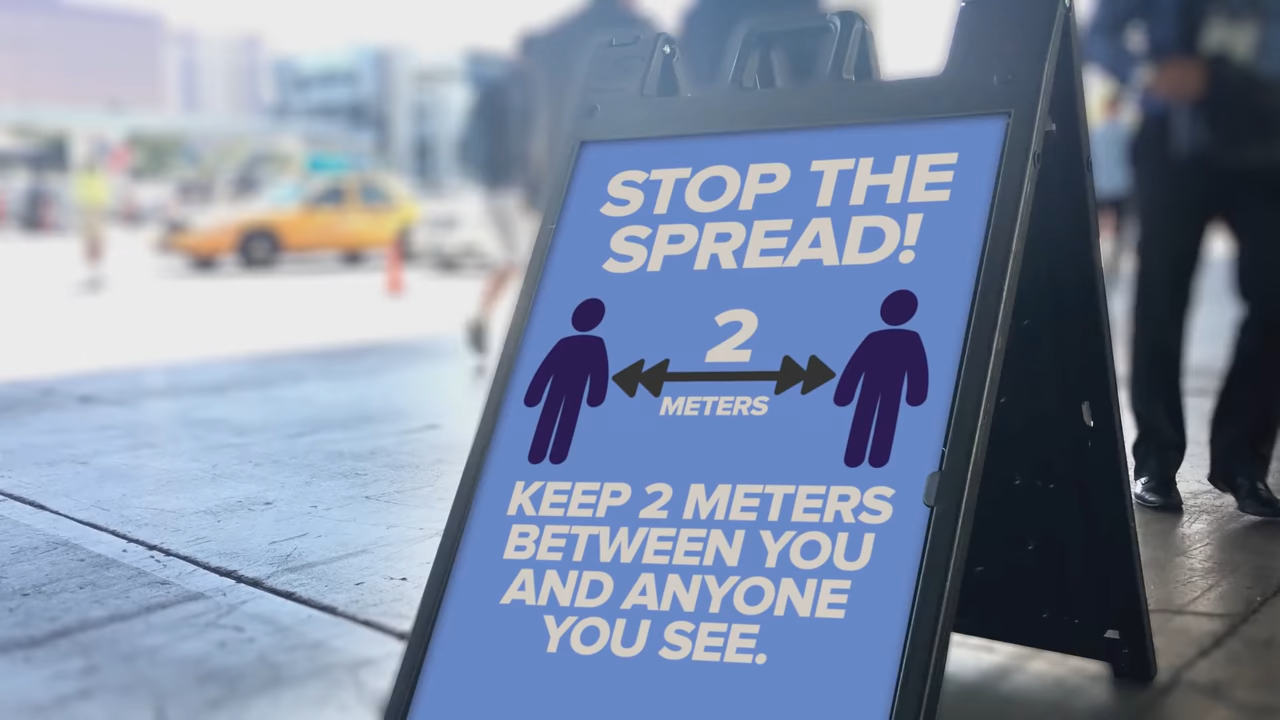 STOP THE
SPREAD!
2
METERS
KEEP 2 METERS
BETWEEN YOU
AND ANYONE
YOU SEE.